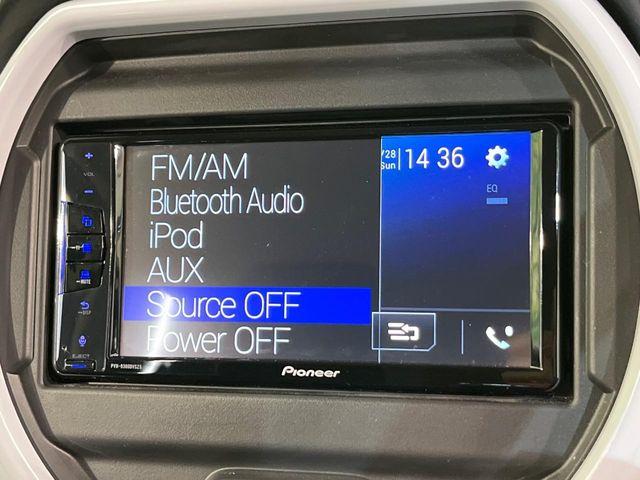 VOL
FM/AM
Bluetooth Audio
iPod
AUX
Source OFF
Power OFF
/28
Sun
14 36
EQ
MUTE
DISP
EJECT
Pioneer